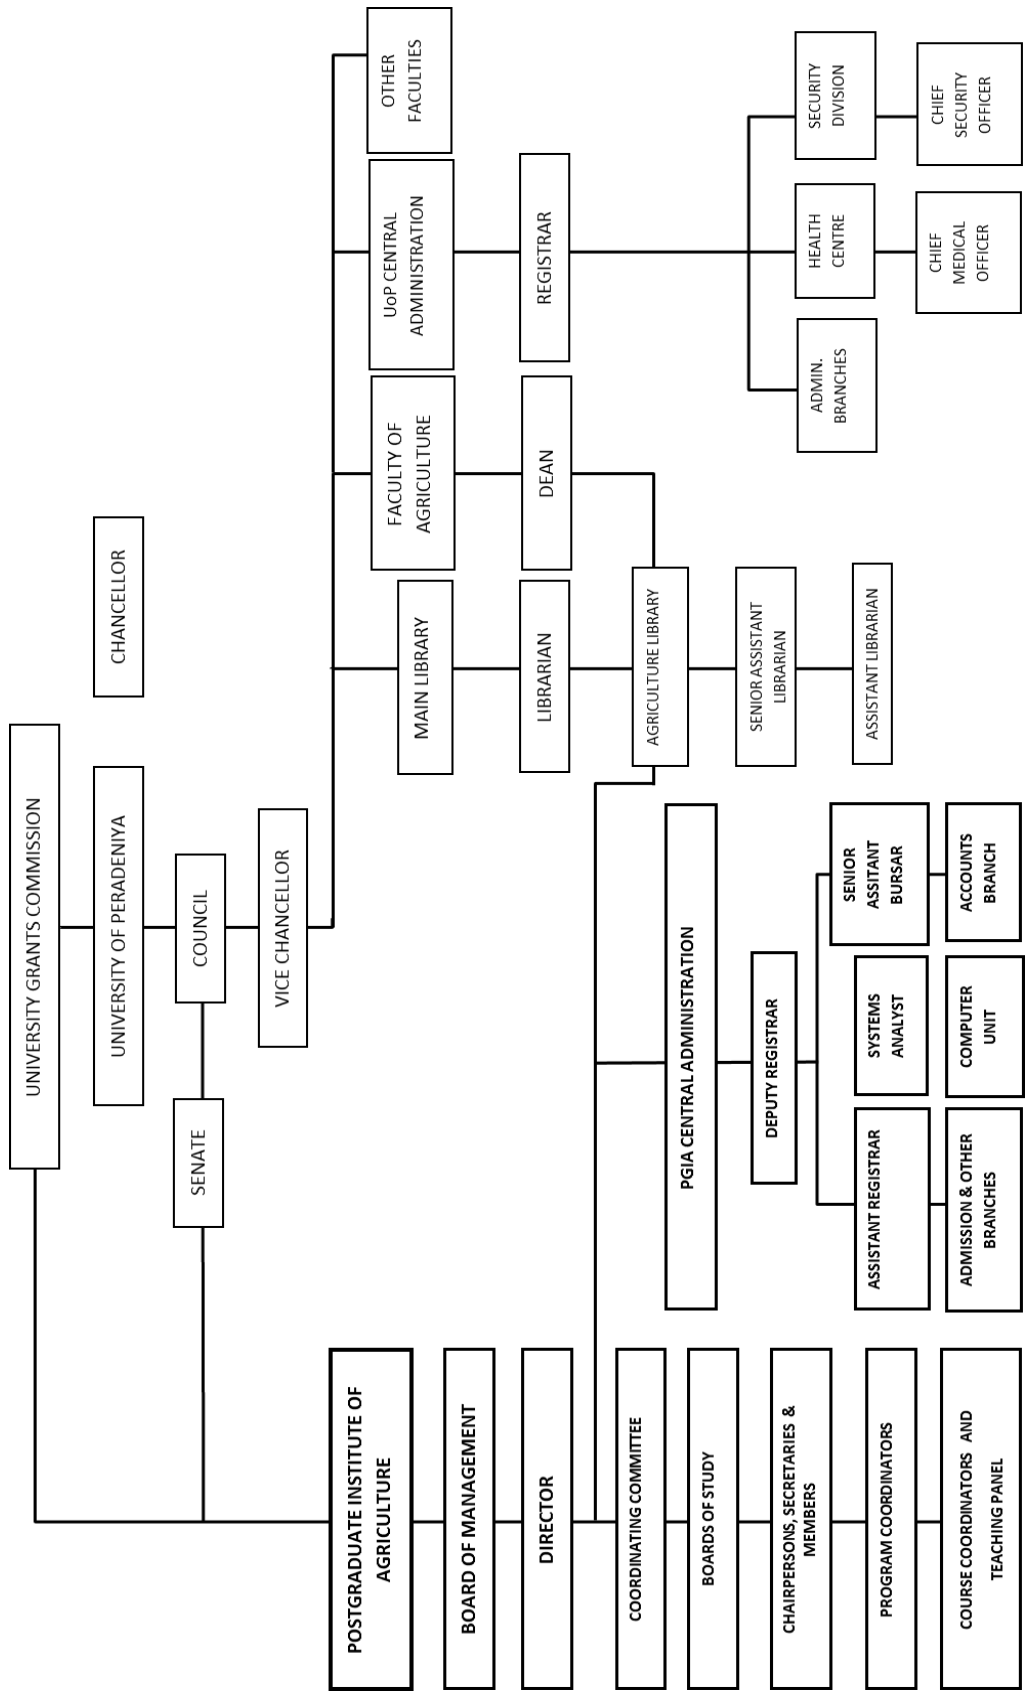 UNIVERSITY GRANTS COMMISSION
UNIVERSITY OF PERADENIYA
CHANCELLOR
SENATE
COUNCIL
VICE CHANCELLOR
POSTGRADUATE INSTITUTE OF
AGRICULTURE
MAIN LIBRARY
FACULTY OF
AGRICULTURE
UoP CENTRAL
ADMINISTRATION
OTHER
FACULTIES
BOARD OF MANAGEMENT
DIRECTOR
LIBRARIAN
DEAN
REGISTRAR
COORDINATING COMMITTEE
AGRICULTURE LIBRARY
BOARDS OF STUDY
PGIA CENTRAL ADMINISTRATION
CHAIRPERSONS, SECRETARIES &
MEMBERS
DEPUTY REGISTRAR
SENIOR ASSISTANT
LIBRARIAN
ADMIN.
BRANCHES
HEALTH
CENTRE
SECURITY
DIVISION
PROGRAM COORDINATORS
ASSISTANT REGISTRAR
SYSTEMS
ANALYST
SENIOR
ASSITANT
BURSAR
ASSISTANT LIBRARIAN
COURSE COORDINATORS AND
TEACHING PANEL
ADMISSION & OTHER
BRANCHES
COMPUTER
UNIT
ACCOUNTS
BRANCH
CHIEF
MEDICAL
OFFICER
CHIEF
SECURITY
OFFICER